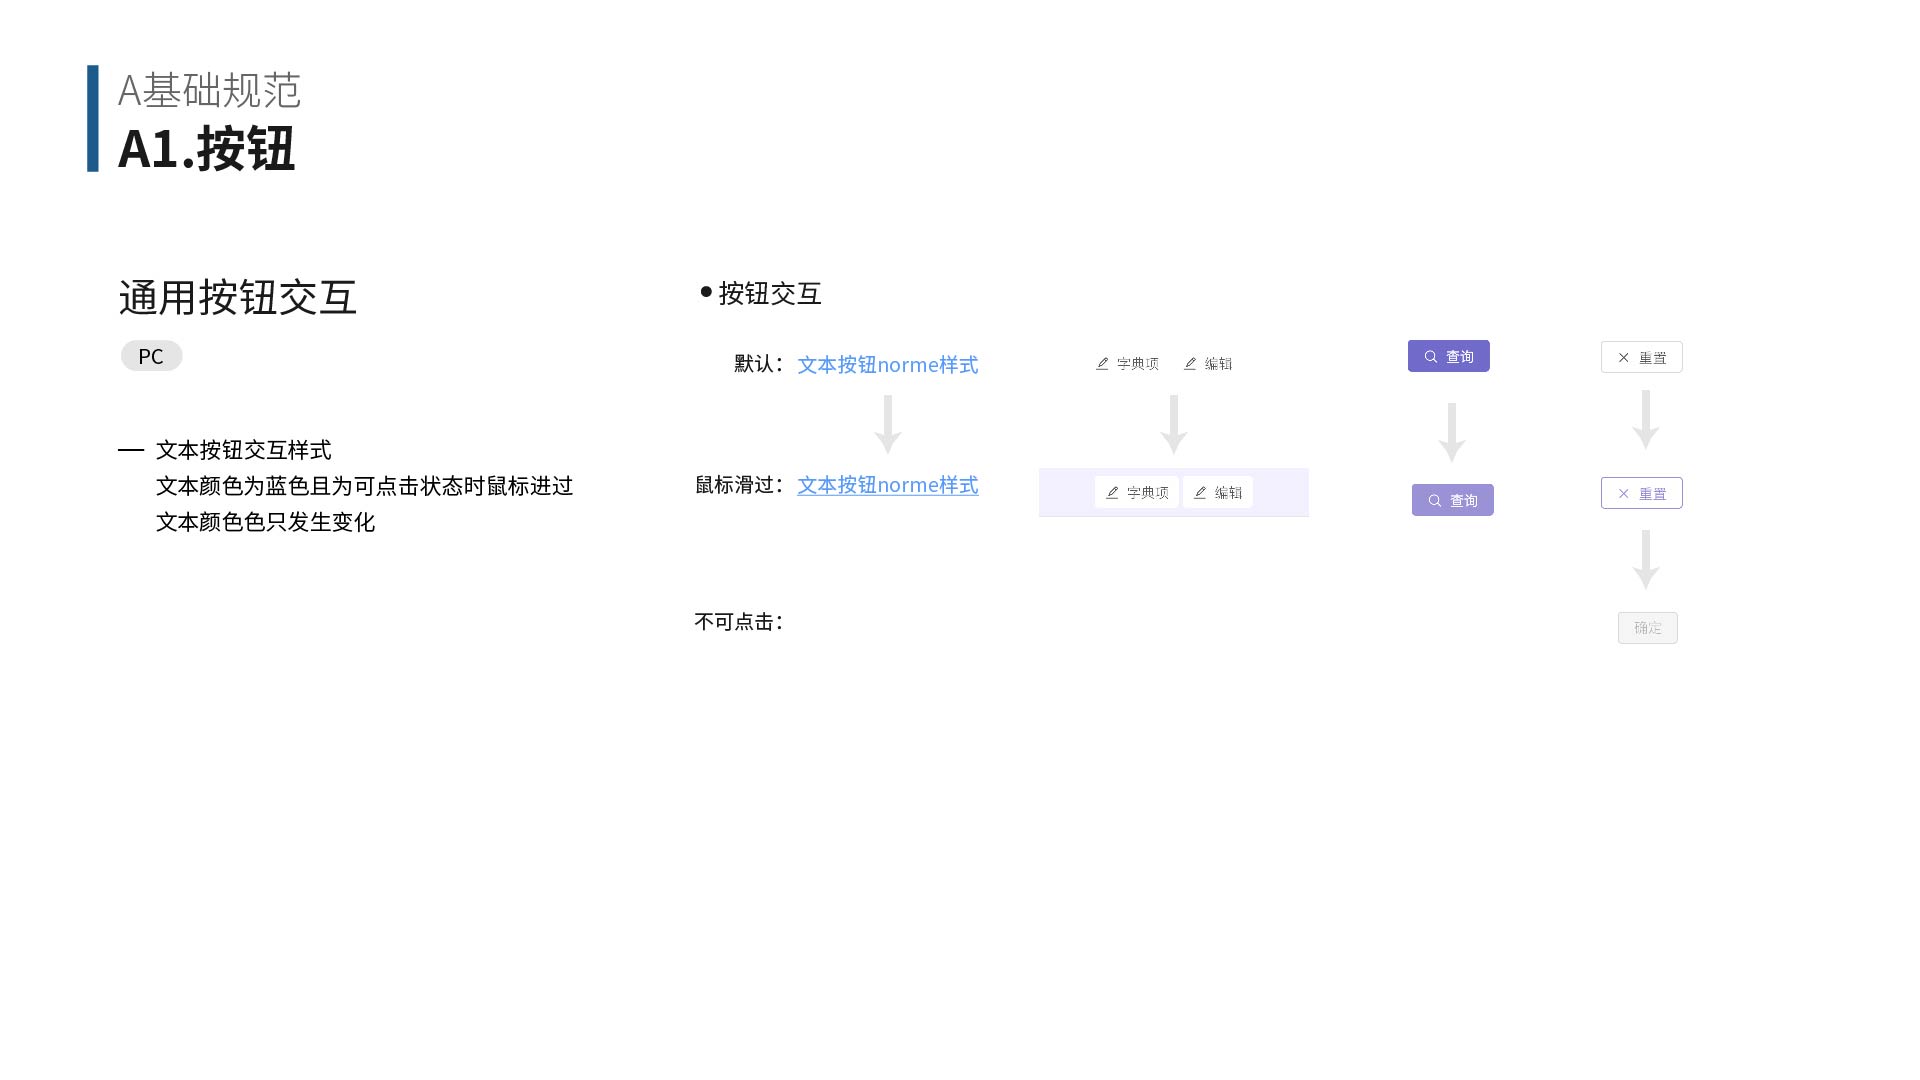 A基础规范
A1.按钮
通用按钮交互
PC
文本按钮交互样式
文本颜色为蓝色且为可点击状态时鼠标进过
文本颜色色只发生变化
按钮交互
默认： 文本按钮norme样式 字典项 编辑 查询 重置
鼠标滑过： 文本按钮norme样式 字典项 编辑 查询 重置
不可点击： 确定